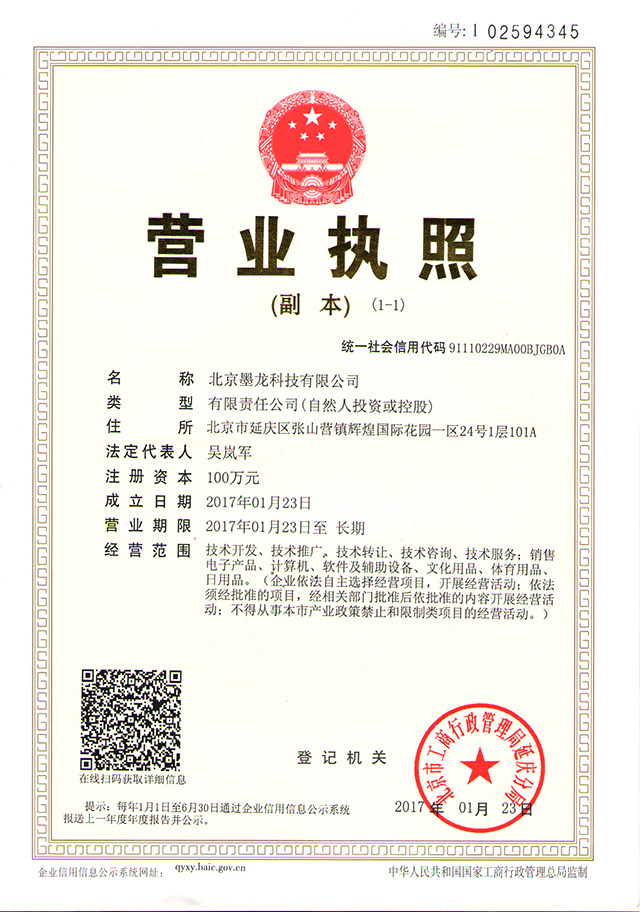 编号: 1 02594345
营业执照
(副 本) (1-1)
统一社会信用代码 91110229MA00BJGB0A
名称 北京墨龙科技有限公司
类型 有限责任公司(自然人投资或控股)
住所 北京市延庆区张山营镇辉煌国际花园一区24号1层101A
法定代表人 吴岚军
注册资本 100万元
成立日期 2017年01月23日
营业期限 2017年01月23日至 长期
经营范围 技术开发、技术推广、技术转让、技术咨询、技术服务；销售
电子产品、计算机、软件及辅助设备、文化用品、体育用品、
日用品。（企业依法自主选择经营项目，开展经营活动；依法
须经批准的项目，经相关部门批准后依批准的内容开展经营活
动；不得从事本市产业政策禁止和限制类项目的经营活动。）
在线扫码获取详细信息
登记机关
北京市工商行政管理局延庆分局
2017 年 01月 23日
提示：每年1月1日至6月30日通过企业信用信息公示系统
报送上一年度年度报告并公示。
企业信用信息公示系统网址： qyxy.baic.gov.cn
中华人民共和国国家工商行政管理总局监制